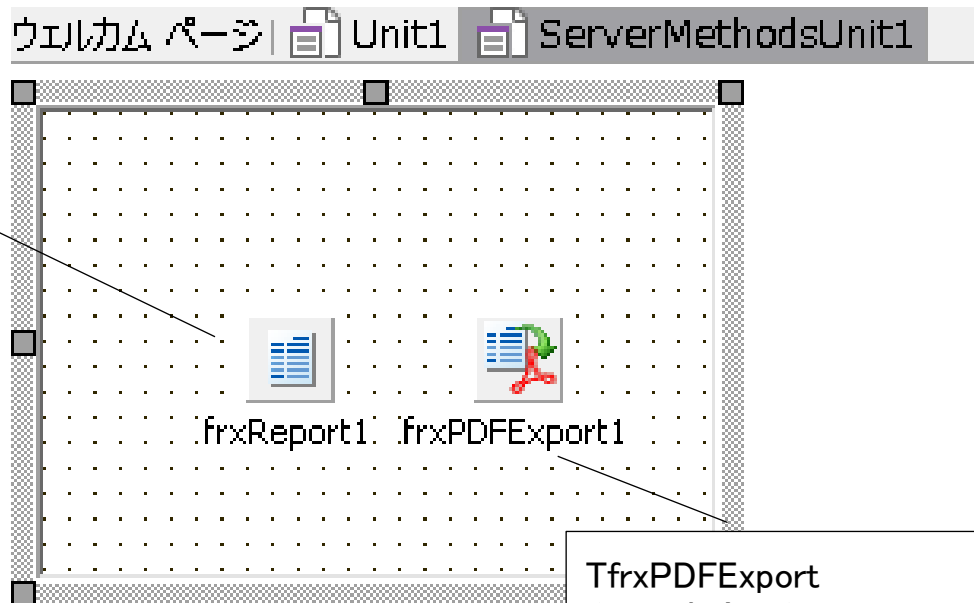 ウェルカム ページ Unit1 ServerMethodsUnit1
frxReport1 frxPDFExport1
TfrxPDFExport